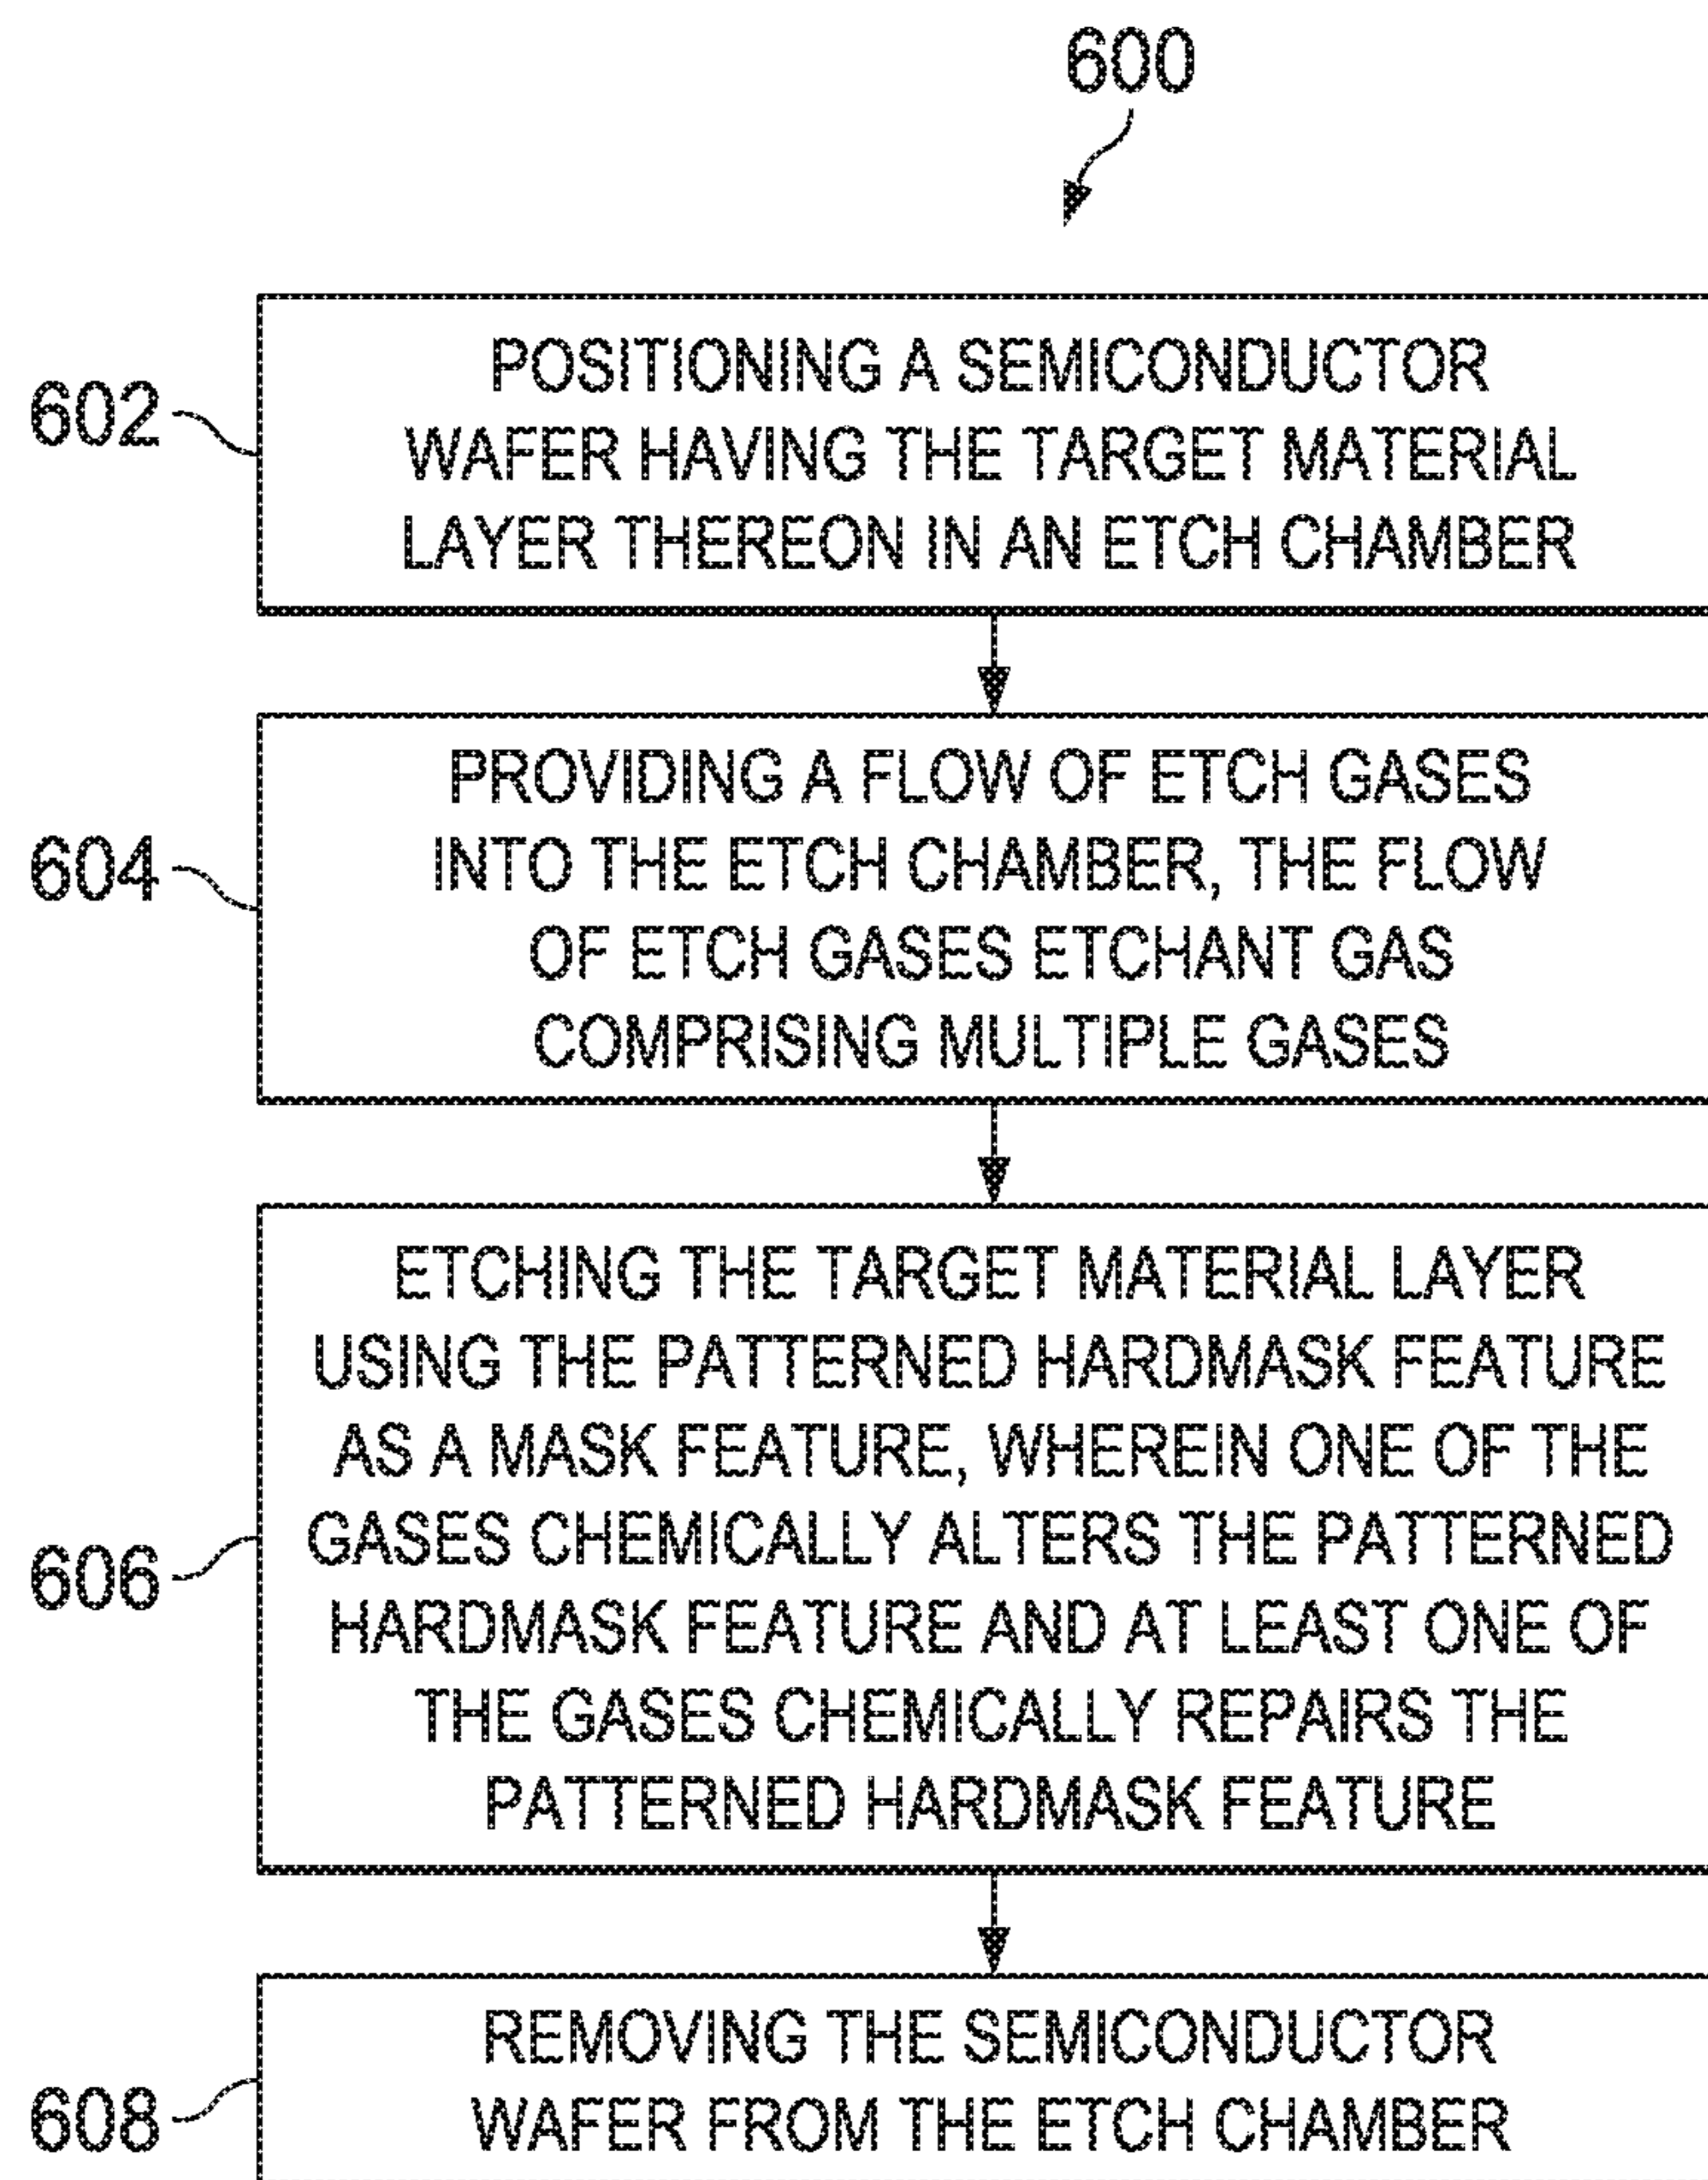 600
602
POSITIONING A SEMICONDUCTOR
WAFER HAVING THE TARGET MATERIAL
LAYER THEREON IN AN ETCH CHAMBER
604
PROVIDING A FLOW OF ETCH GASES
INTO THE ETCH CHAMBER, THE FLOW
OF ETCH GASES ETCHANT GAS
COMPRISING MULTIPLE GASES
606
ETCHING THE TARGET MATERIAL LAYER
USING THE PATTERNED HARDMASK FEATURE
AS A MASK FEATURE, WHEREIN ONE OF THE
GASES CHEMICALLY ALTERS THE PATTERNED
HARDMASK FEATURE AND AT LEAST ONE OF
THE GASES CHEMICALLY REPAIRS THE
PATTERNED HARDMASK FEATURE
608
REMOVING THE SEMICONDUCTOR
WAFER FROM THE ETCH CHAMBER